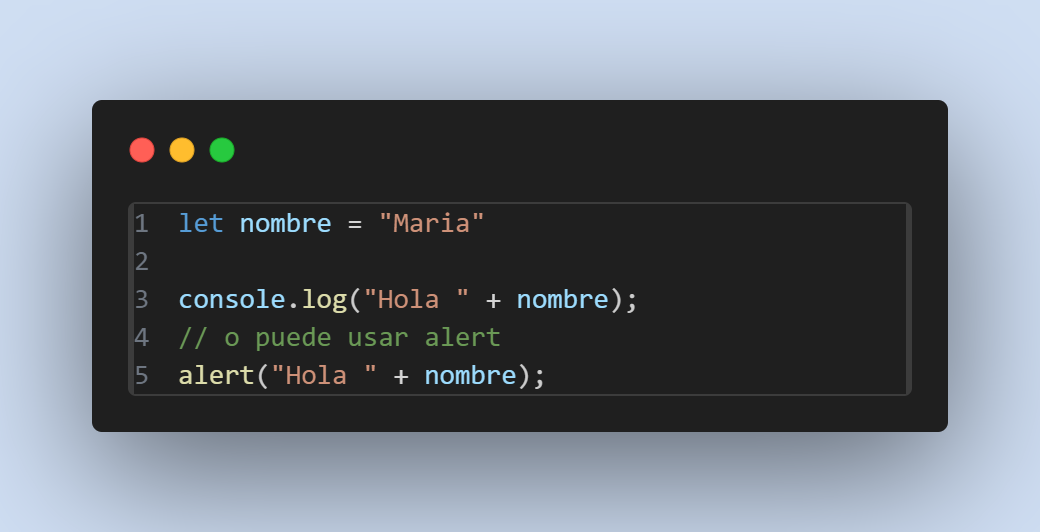 1 let nombre = "Maria"
2
3 console.log("Hola " + nombre);
4 // o puede usar alert
5 alert("Hola " + nombre);